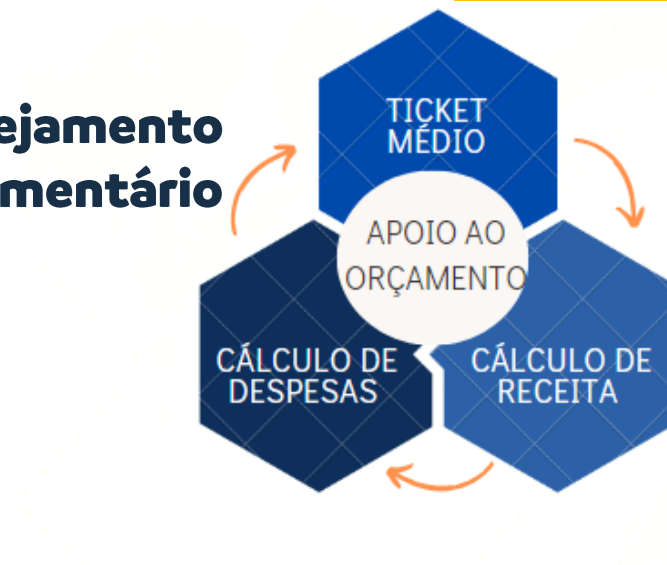 ejamento
mentário
TICKET
MÉDIO
APOIO AO
ORÇAMENTO
CÁLCULO DE
DESPESAS
CÁLCULO DE
RECEITA